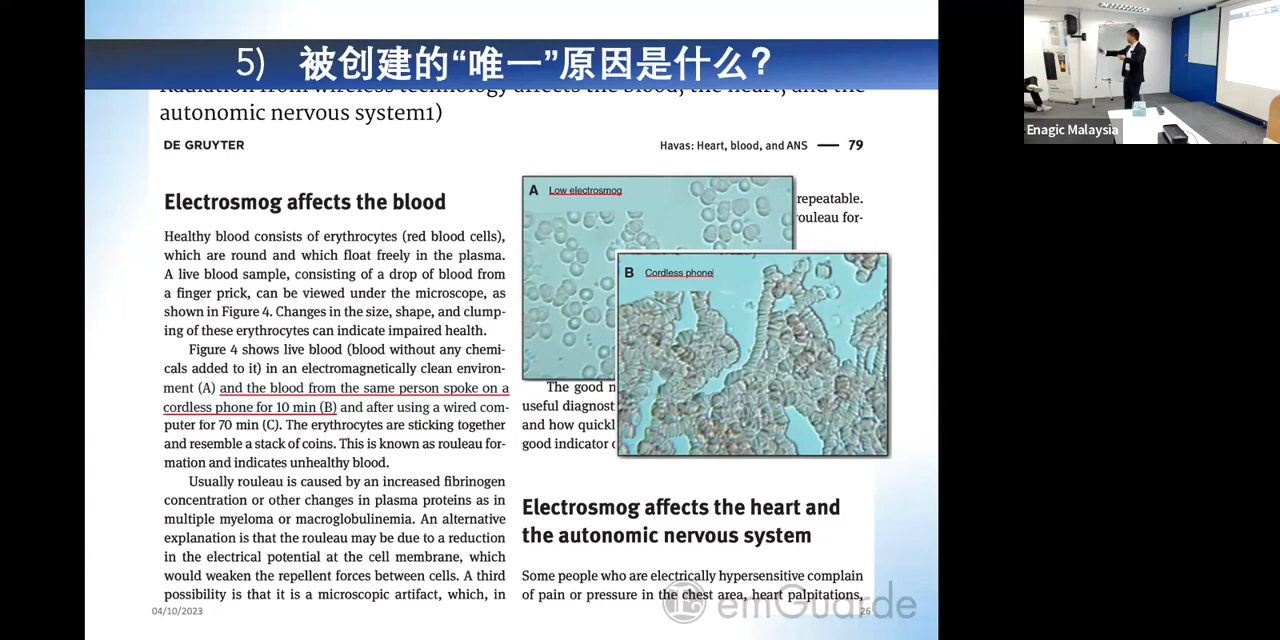 5) 被创建的“唯一”原因是什么?
Radiation from wireless technology affects the blood, the heart, and the
autonomic nervous system1)
DE GRUYTER
Havas: Heart, blood, and ANS — 79
Electrosmog affects the blood
Healthy blood consists of erythrocytes (red blood cells),
which are round and which float freely in the plasma.
A live blood sample, consisting of a drop of blood from
a finger prick, can be viewed under the microscope, as
shown in Figure 4. Changes in the size, shape, and clump-
ing of these erythrocytes can indicate impaired health.
Figure 4 shows live blood (blood without any chemi-
cals added to it) in an electromagnetically clean environ-
ment (A) and the blood from the same person spoke on a
cordless phone for 10 min (B) and after using a wired com-
puter for 70 min (C). The erythrocytes are sticking together
and resemble a stack of coins. This is known as rouleau for-
mation and indicates unhealthy blood.
Usually rouleau is caused by an increased fibrinogen
concentration or other changes in plasma proteins as in
multiple myeloma or macroglobulinemia. An alternative
explanation is that the rouleau may be due to a reduction
in the electrical potential at the cell membrane, which
would weaken the repellent forces between cells. A third
possibility is that it is a microscopic artifact, which, in
A Low electrosmog
B Cordless phone
repeatable.
rouleau for-
The good n
useful diagnost
and how quickl
good indicator o
Electrosmog affects the heart and
the autonomic nervous system
Some people who are electrically hypersensitive complain
of pain or pressure in the chest area, heart palpitations,
04/10/2023
emGuarde
26
Enagic Malaysia